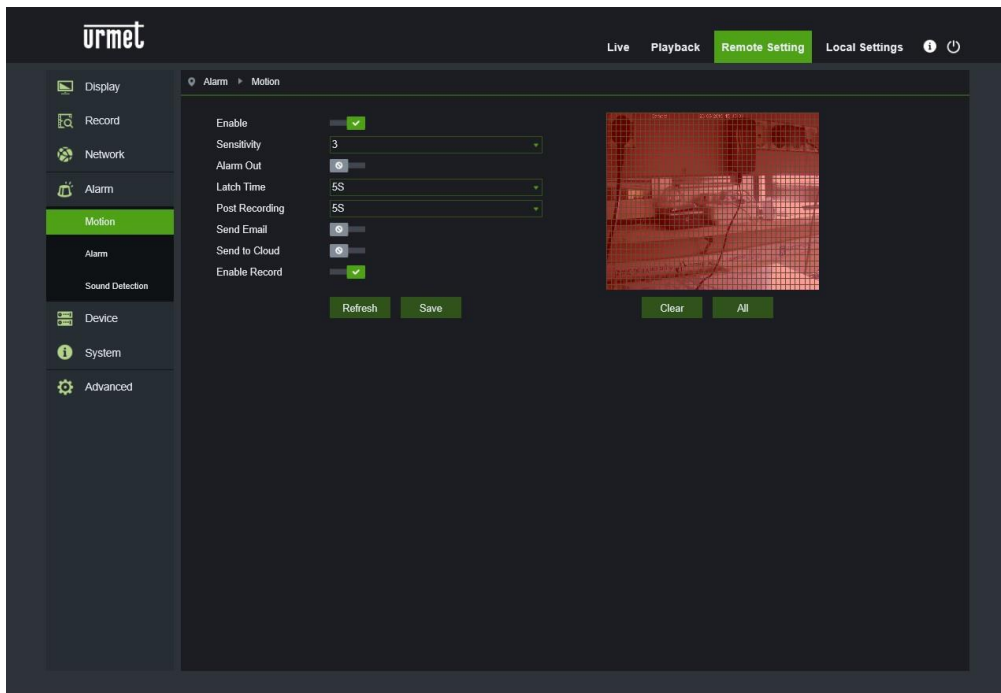 urmet
Live Playback Remote Setting Local Settings
Display
Record
Network
Alarm
Motion
Alarm
Sound Detection
Device
System
Advanced
Alarm Motion
Enable
Sensitivity 3
Alarm Out
Latch Time 5S
Post Recording 5S
Send Email
Send to Cloud
Enable Record
Refresh Save
Clear All